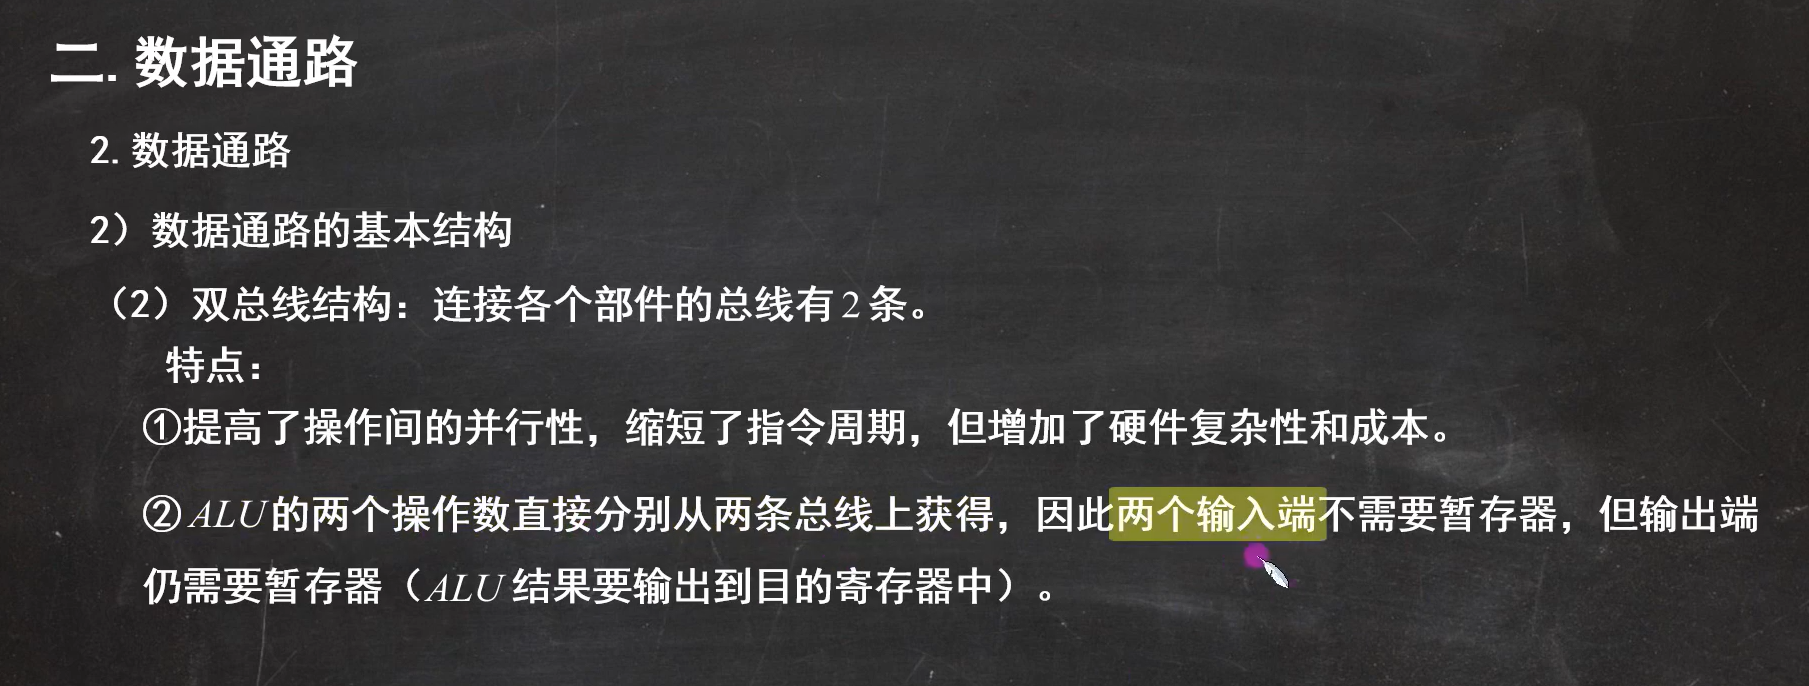 二.数据通路
2.数据通路
2）数据通路的基本结构
（2）双总线结构：连接各个部件的总线有2条。
特点：
①提高了操作间的并行性，缩短了指令周期，但增加了硬件复杂性和成本。
②ALU的两个操作数直接分别从两条总线上获得，因此两个输入端不需要暂存器，但输出端
仍需要暂存器（ALU结果要输出到目的寄存器中）。